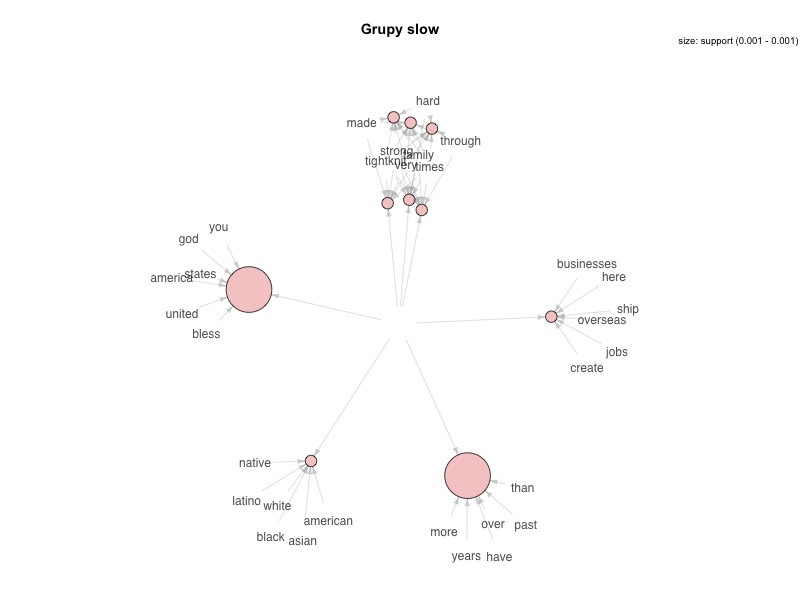 Grupy slow
size: support (0.001 - 0.001)
hard
made
through
strong
family
tightknit
very
times
you
god
states
america
united
bless
businesses
here
ship
overseas
jobs
create
native
latino
white
american
black
asian
than
past
over
more
years
have